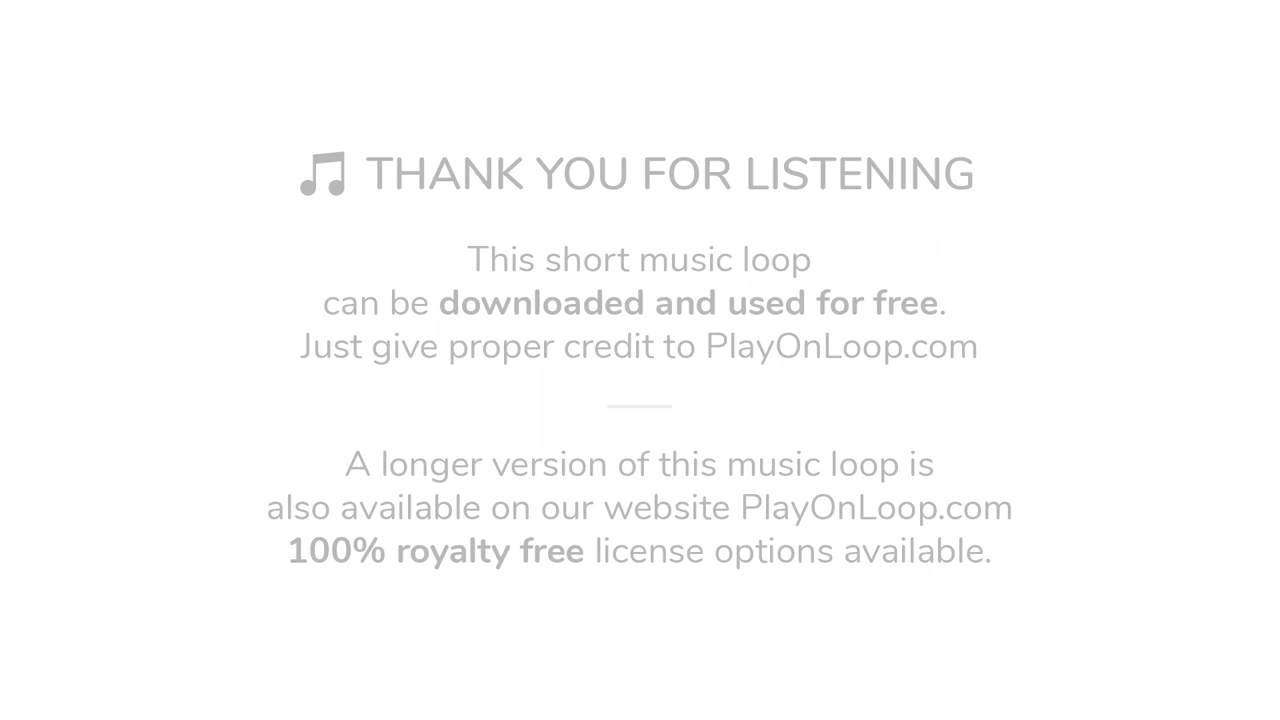 THANK YOU FOR LISTENING
This short music loop
can be downloaded and used for free.
Just give proper credit to PlayOnLoop.com
A longer version of this music loop is
also available on our website PlayOnLoop.com
100% royalty free license options available.